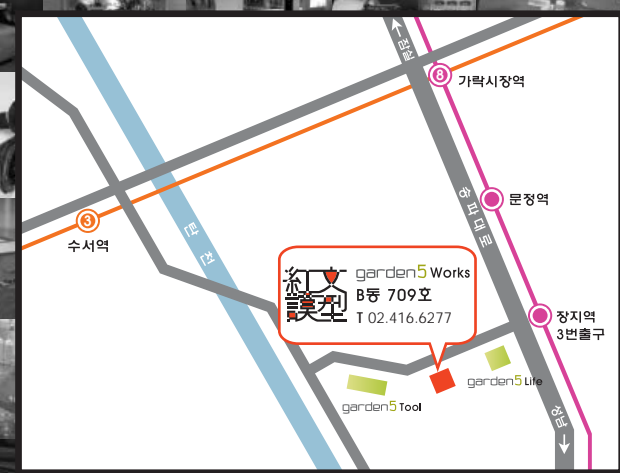 잠실
8
가락시장역
문정역
송파대로
3
수서역
탄천
garden5 Works
B동 709호
T 02.416.6277
장지역
3번출구
garden5 Life
garden5 Tool
성남